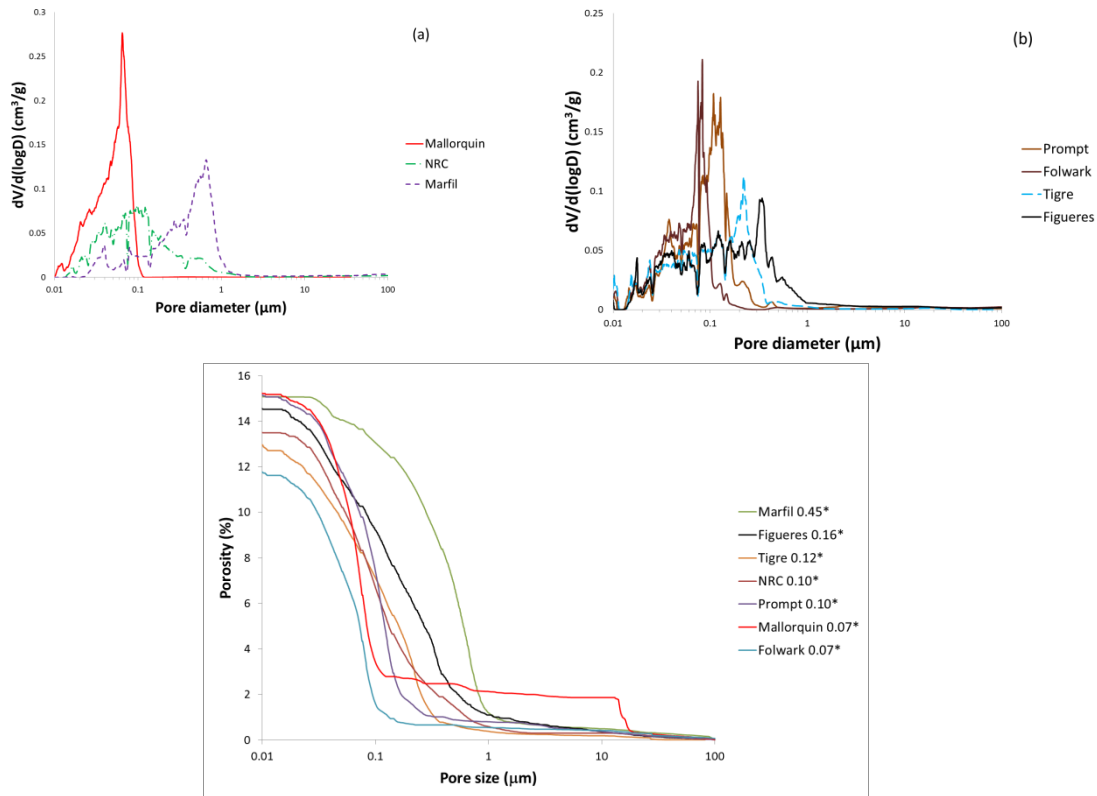 (a)
dV/d(logD) (cm³/g)
0.3
0.25
0.2
0.15
0.1
0.05
0
0.01 0.1 1 10 100
Pore diameter (µm)
Mallorquin
NRC
Marfil
(b)
dV/d(logD) (cm³/g)
0.25
0.2
0.15
0.1
0.05
0
0.01 0.1 1 10 100
Pore diameter (µm)
Prompt
Folwark
Tigre
Figueres
Porosity (%)
16
14
12
10
8
6
4
2
0
0.01 0.1 1 10 100
Pore size (µm)
Marfil 0.45*
Figueres 0.16*
Tigre 0.12*
NRC 0.10*
Prompt 0.10*
Mallorquin 0.07*
Folwark 0.07*